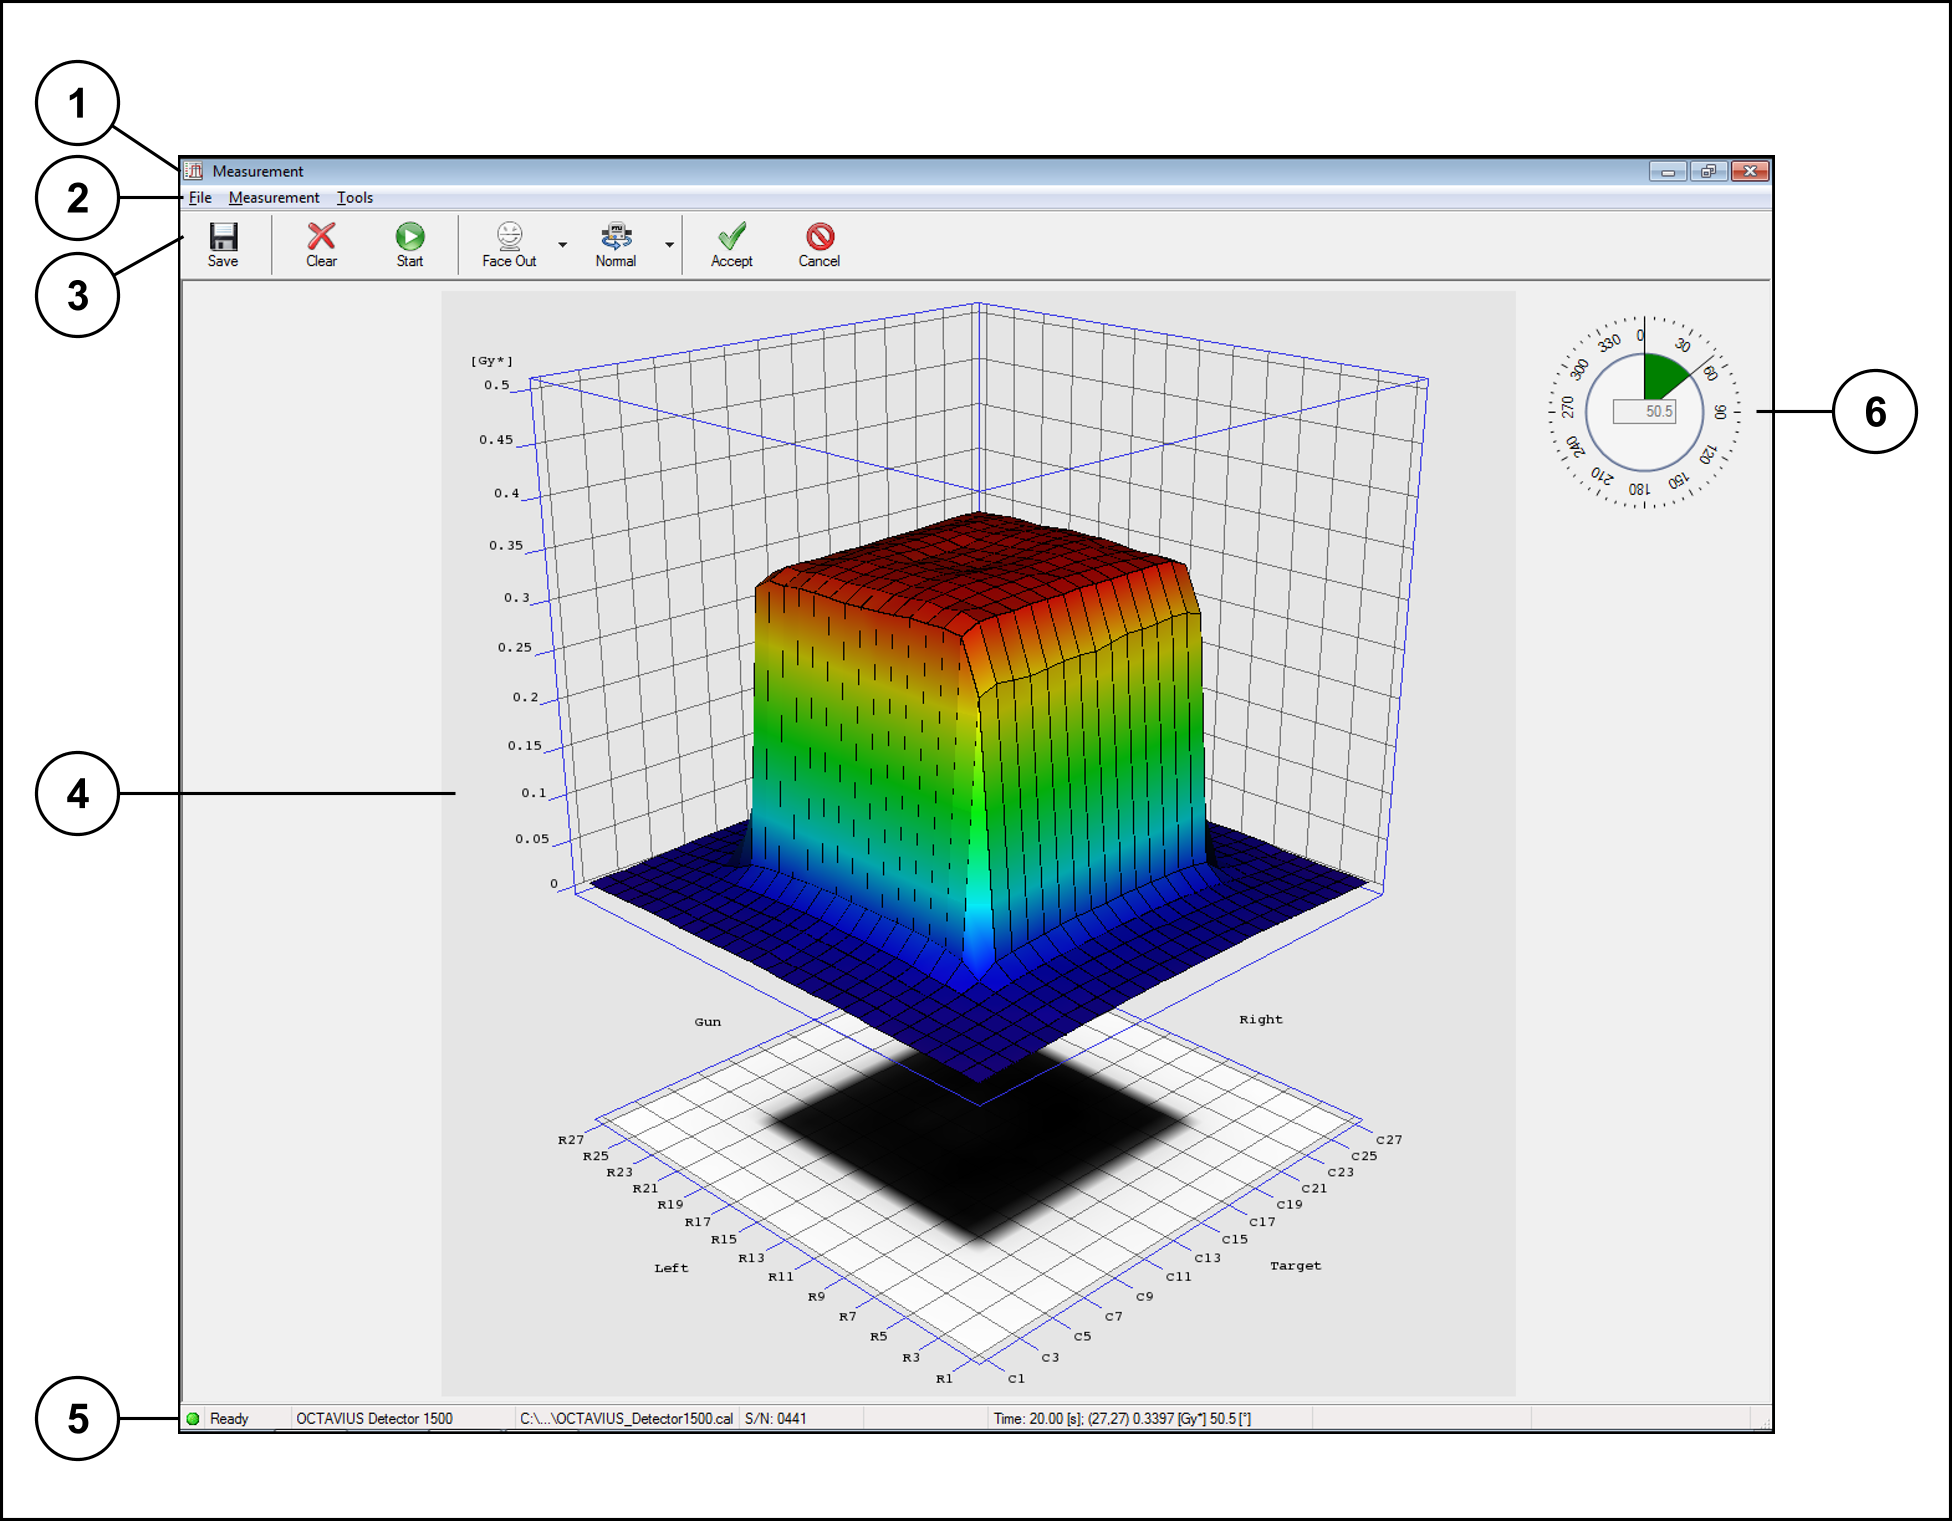 1
Measurement
2
File Measurement Tools
3
Save Clear Start Face Out PTW Normal Accept Cancel
[Gy*]
0.5
0.45
0.4
0.35
0.3
0.25
0.2
0.15
0.1
0.05
0
0 30 60 90 120 150 180 210 240 270 300 330
50.5
6
4
Gun Right
R27 R25 R23 R21 R19 R17 R15 R13 R11 R9 R7 R5 R3 R1
C27 C25 C23 C21 C19 C17 C15 C13 C11 C9 C7 C5 C3 C1
Left Target
5
Ready OCTAVIUS Detector 1500 C:\...\OCTAVIUS_Detector1500.cal S/N: 0441 Time: 20.00 [s]; (27,27) 0.3397 [Gy*] 50.5 [°]